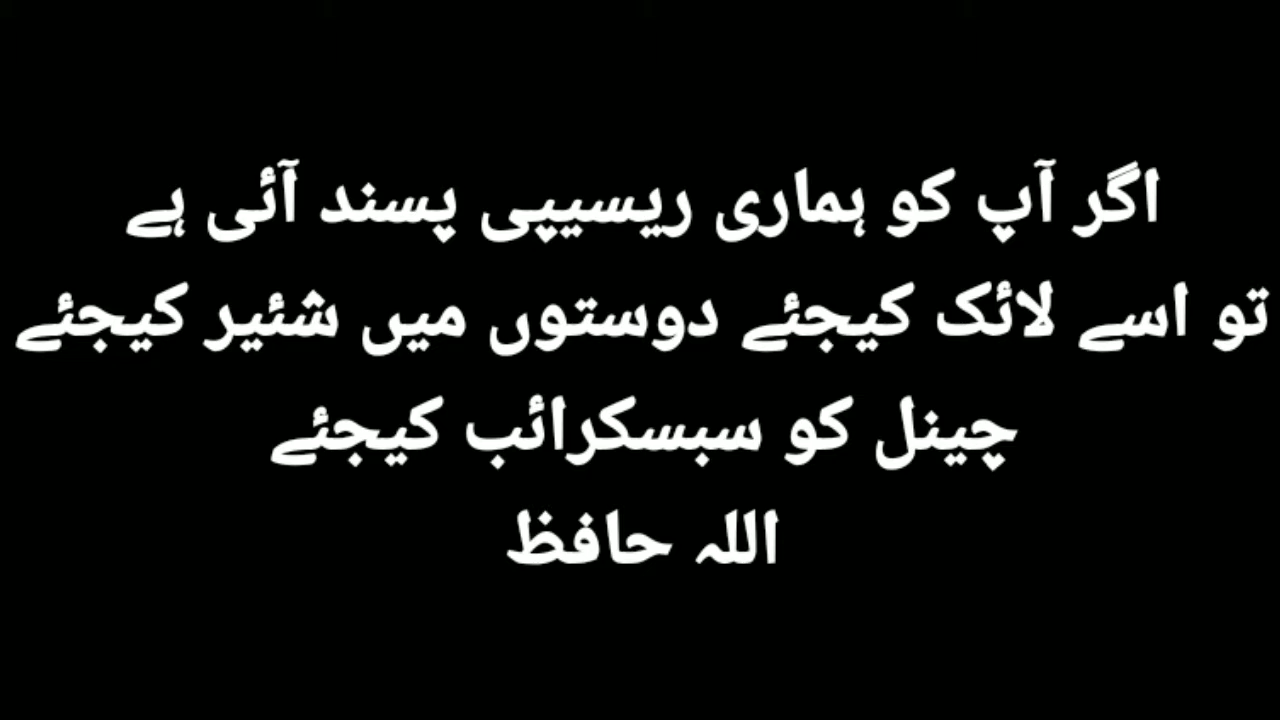 اگر آپ کو ہماری ریسیپی پسند آئی ہے
تو اسے لائک کیجئے دوستوں میں شئیر کیجئے
چینل کو سبسکرائب کیجئے
اللہ حافظ